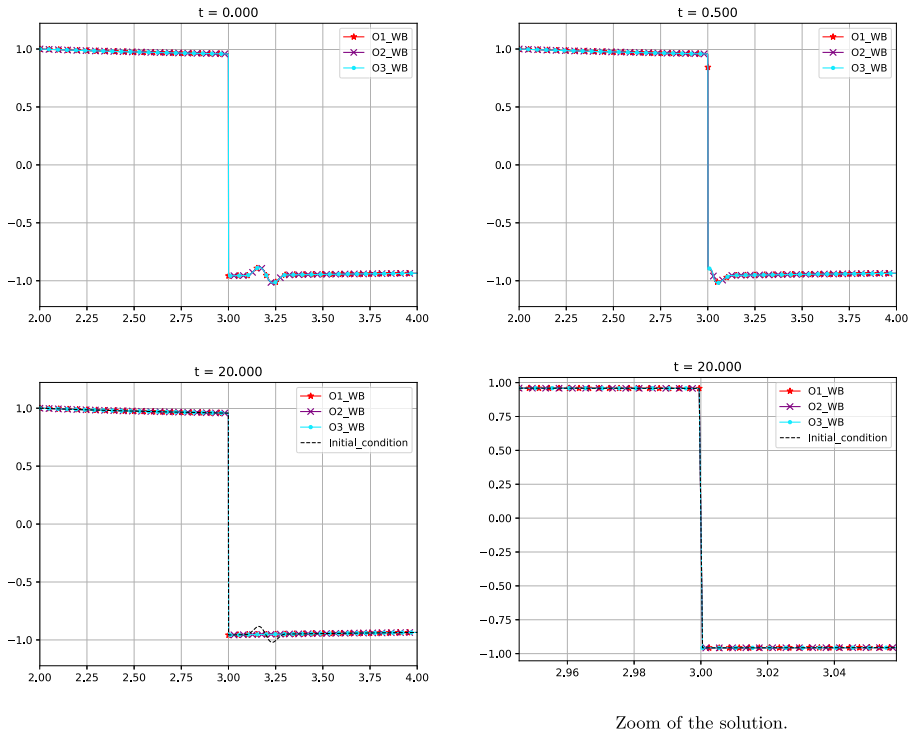 t = 0.000
1.0
0.5
0.0
−0.5
−1.0
2.00 2.25 2.50 2.75 3.00 3.25 3.50 3.75 4.00
O1_WB
O2_WB
O3_WB
t = 0.500
1.0
0.5
0.0
−0.5
−1.0
2.00 2.25 2.50 2.75 3.00 3.25 3.50 3.75 4.00
O1_WB
O2_WB
O3_WB
t = 20.000
1.0
0.5
0.0
−0.5
−1.0
2.00 2.25 2.50 2.75 3.00 3.25 3.50 3.75 4.00
O1_WB
O2_WB
O3_WB
Initial_condition
t = 20.000
1.00
0.75
0.50
0.25
0.00
−0.25
−0.50
−0.75
−1.00
2.96 2.98 3.00 3.02 3.04
O1_WB
O2_WB
O3_WB
Initial_condition
Zoom of the solution.